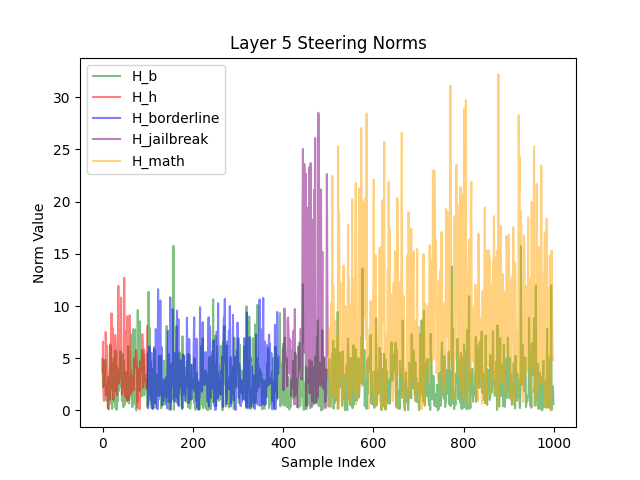 Layer 5 Steering Norms
H_b
H_h
H_borderline
H_jailbreak
H_math
Norm Value
30
25
20
15
10
5
0
0
200
400
600
800
1000
Sample Index